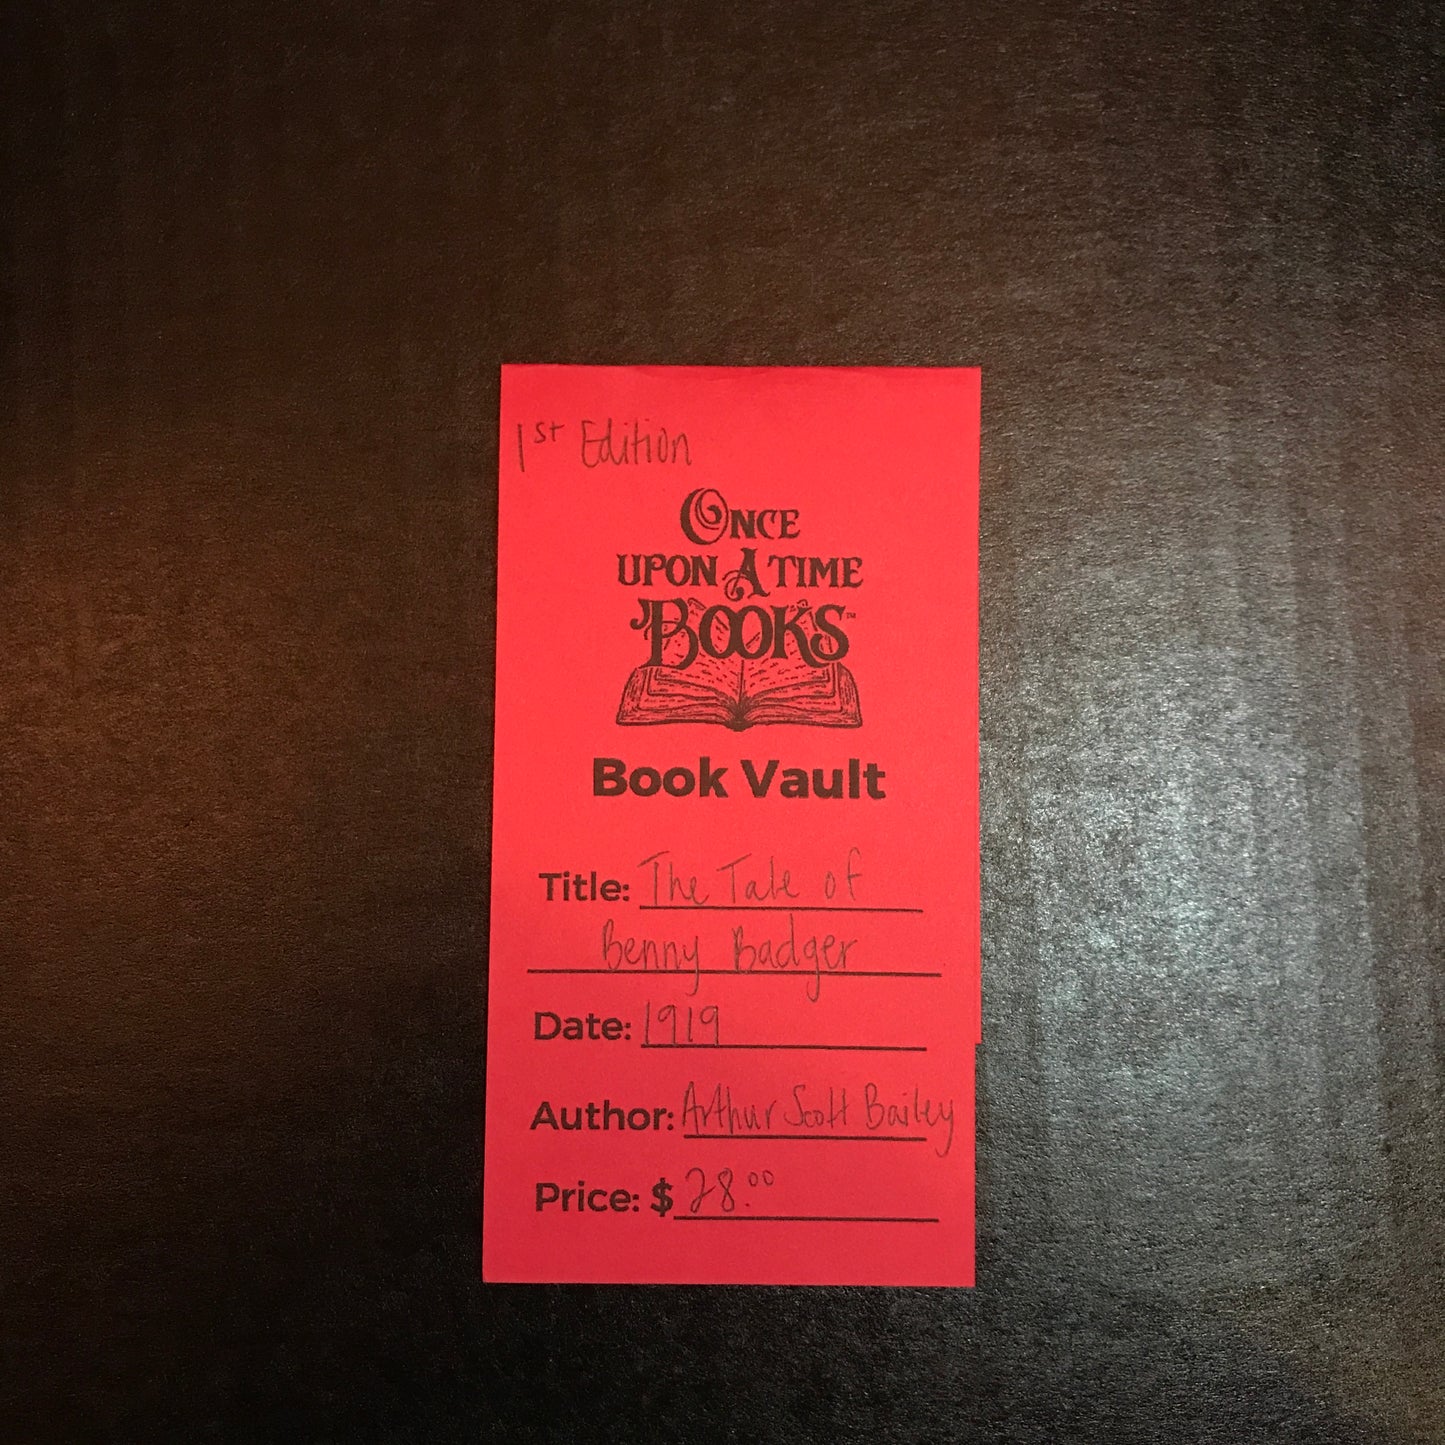 1st Edition
ONCE
UPON A TIME
BOOKS™
Book Vault
Title: The Tale of
Benny Badger
Date: 1919
Author: Arthur Scott Bailey
Price: $28.00